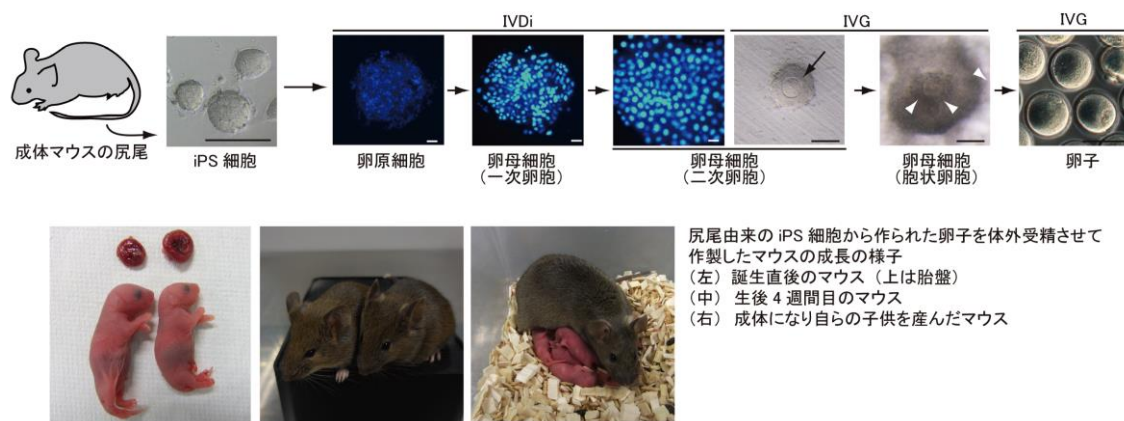 IVDi
IVG
IVG
成体マウスの尻尾
iPS 細胞
卵原細胞
卵母細胞
(一次卵胞)
卵母細胞
(二次卵胞)
卵母細胞
(胞状卵胞)
卵子
尻尾由来の iPS 細胞から作られた卵子を体外受精させて
作製したマウスの成長の様子
(左) 誕生直後のマウス (上は胎盤)
(中) 生後 4 週間目のマウス
(右) 成体になり自らの子供を産んだマウス